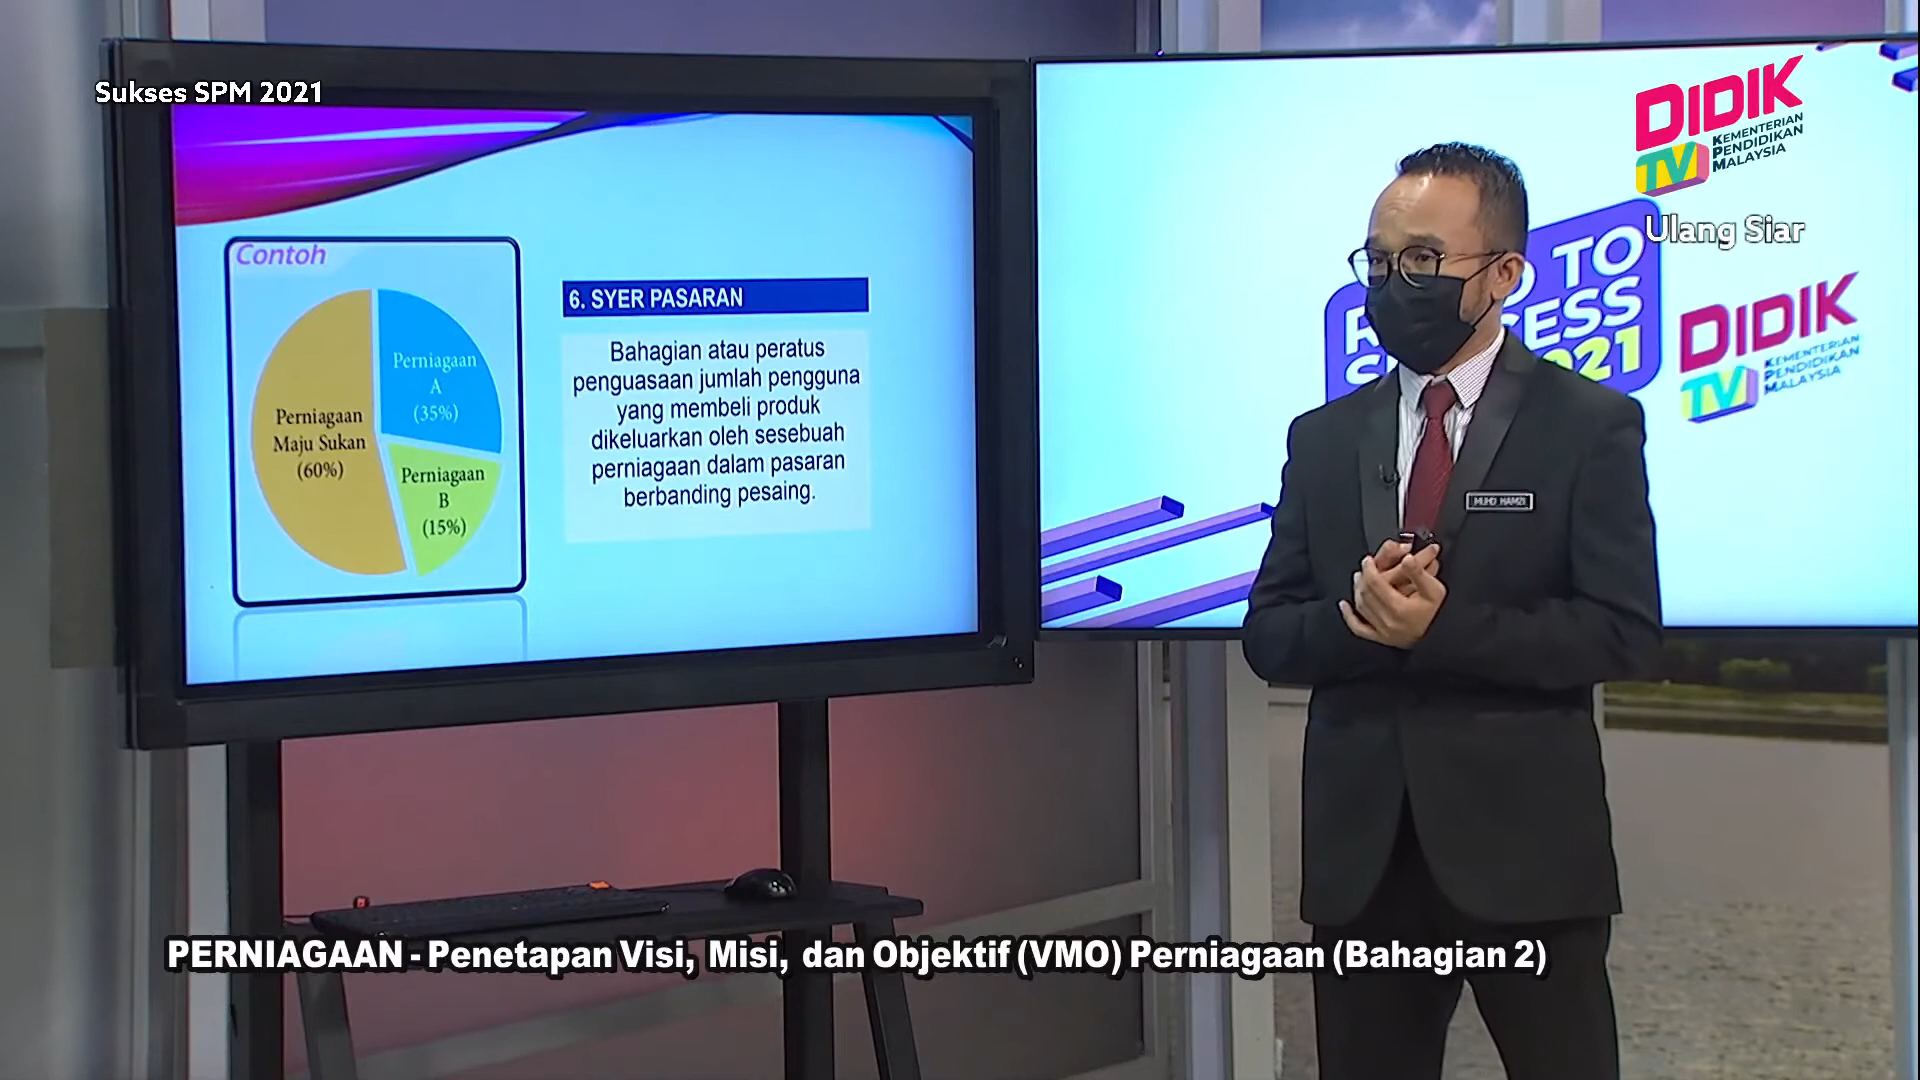 Sukses SPM 2021
Contoh
Perniagaan
A
(35%)
Perniagaan
Maju Sukan
(60%)
Perniagaan
B
(15%)
6. SYER PASARAN
Bahagian atau peratus
penguasaan jumlah pengguna
yang membeli produk
dikeluarkan oleh sesebuah
perniagaan dalam pasaran
berbanding pesaing.
DIDIK
TV
KEMENTERIAN
PENDIDIKAN
MALAYSIA
Ulang Siar
TO
2021
DIDIK
TV
KEMENTERIAN
PENDIDIKAN
MALAYSIA
MUHD HAMZI
PERNIAGAAN - Penetapan Visi, Misi, dan Objektif (VMO) Perniagaan (Bahagian 2)